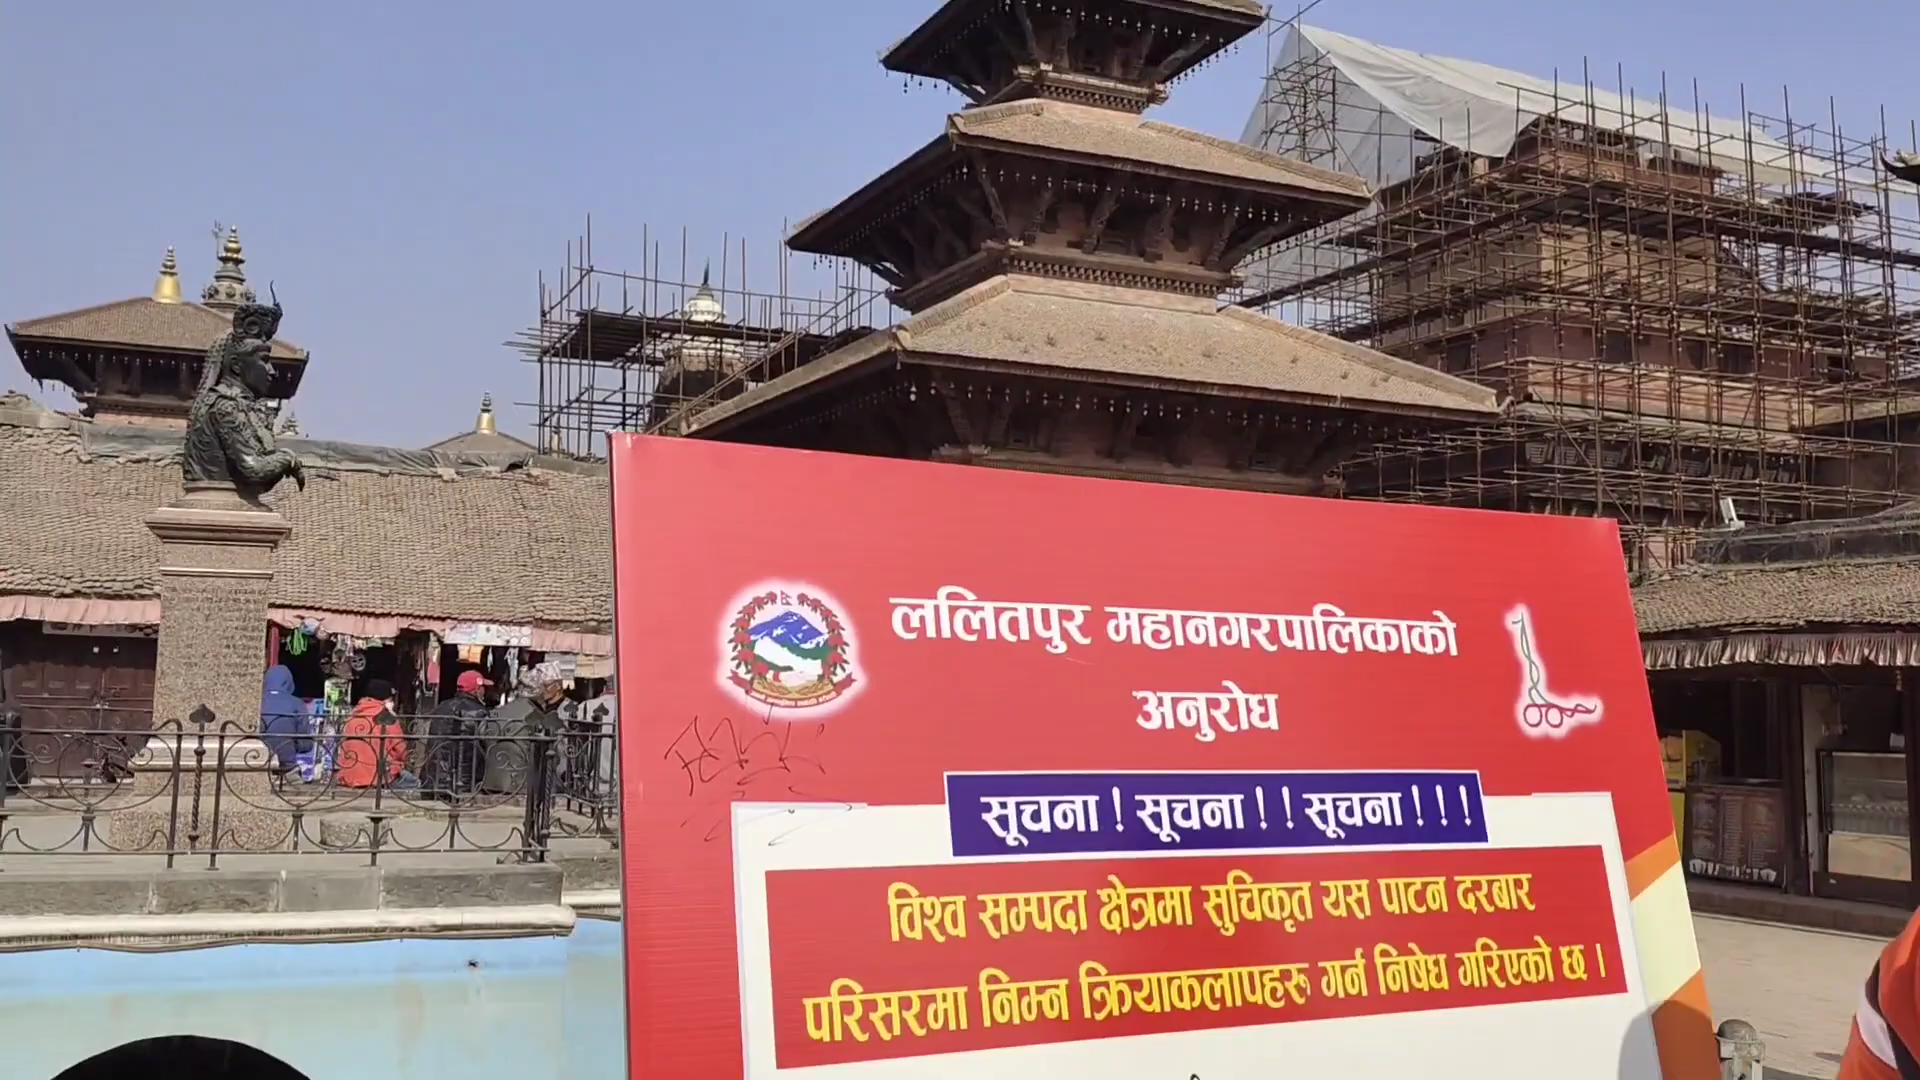 ललितपुर महानगरपालिकाको
अनुरोध
सूचना ! सूचना ! ! सूचना ! ! !
विश्व सम्पदा क्षेत्रमा सुचिकृत यस पाटन दरबार
परिसरमा निम्न क्रियाकलापहरू गर्न निषेध गरिएको छ ।